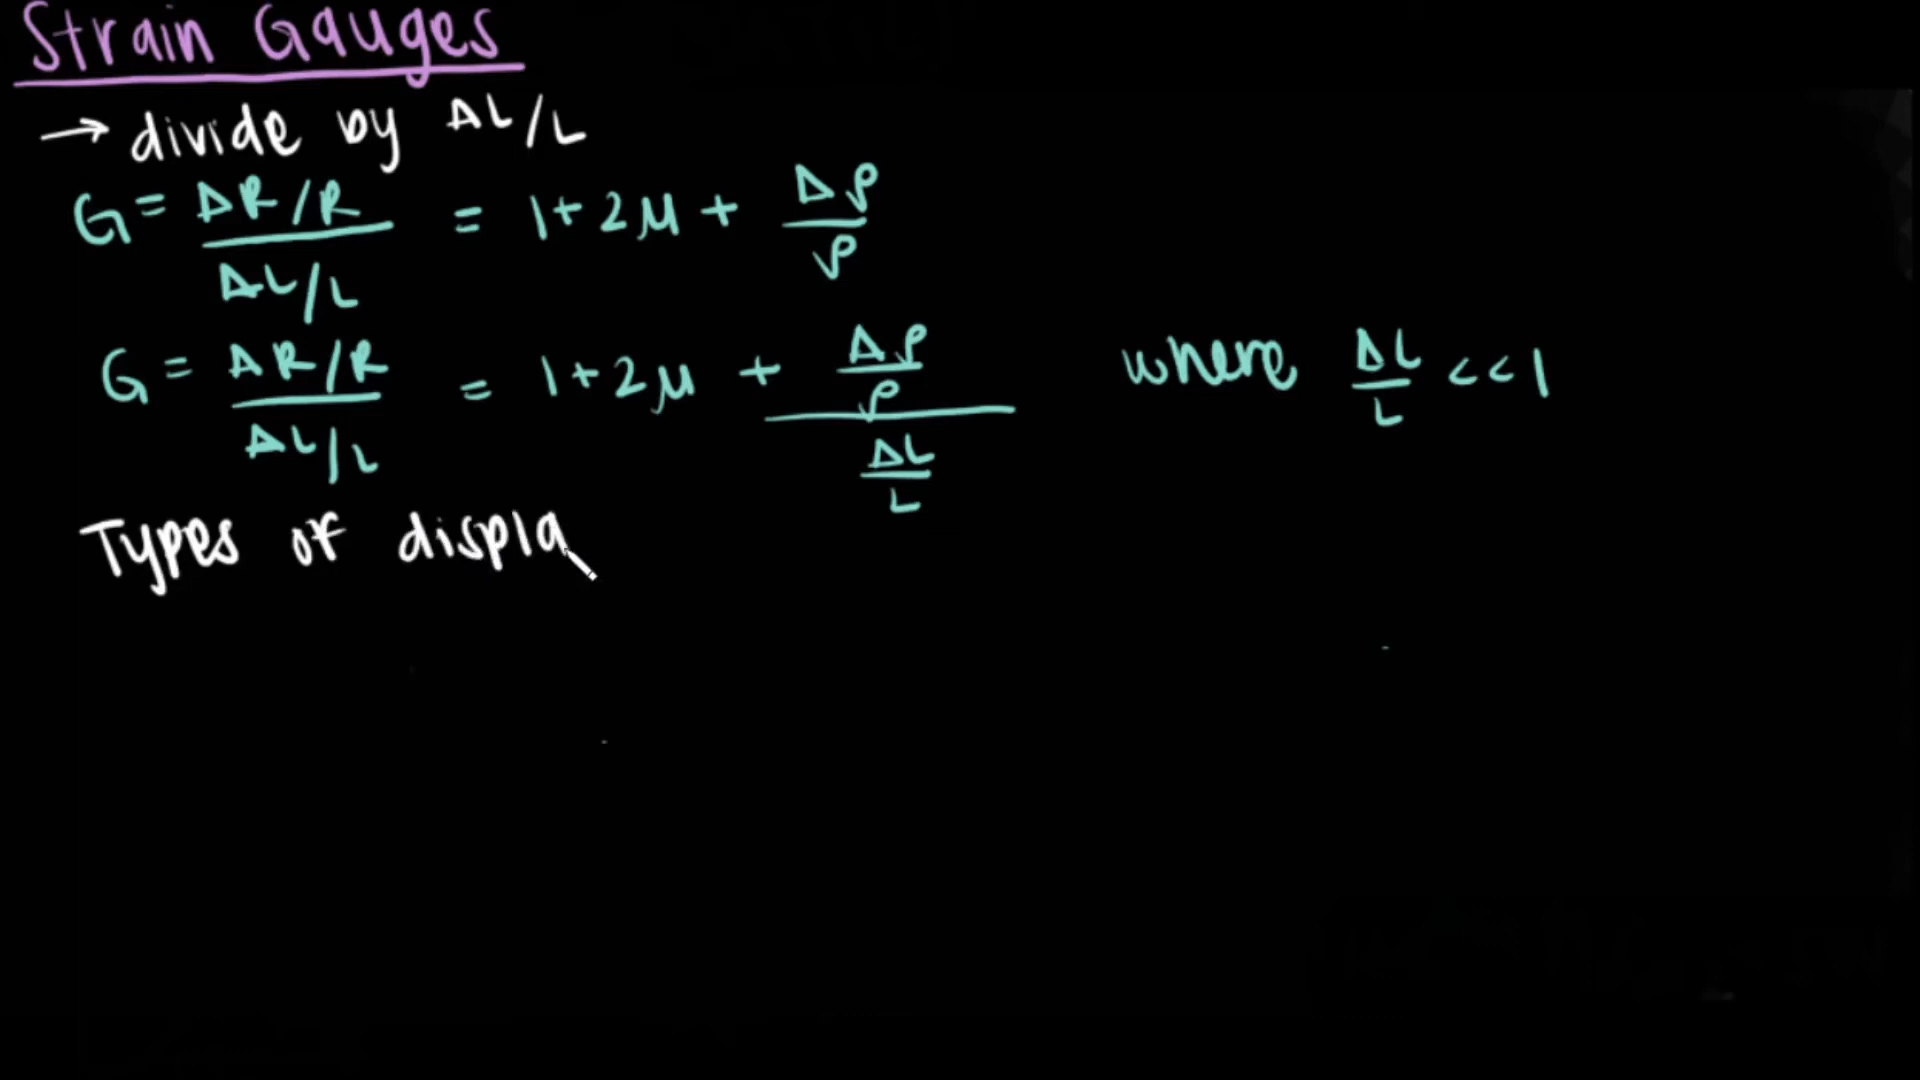 Strain Gauges
→ divide by ΔL/L
G = ΔR/R / ΔL/L = 1 + 2μ + Δρ/ρ
G = ΔR/R / ΔL/L = 1 + 2μ + Δρ/ρ / ΔL/L where ΔL/L << 1
Types of displa